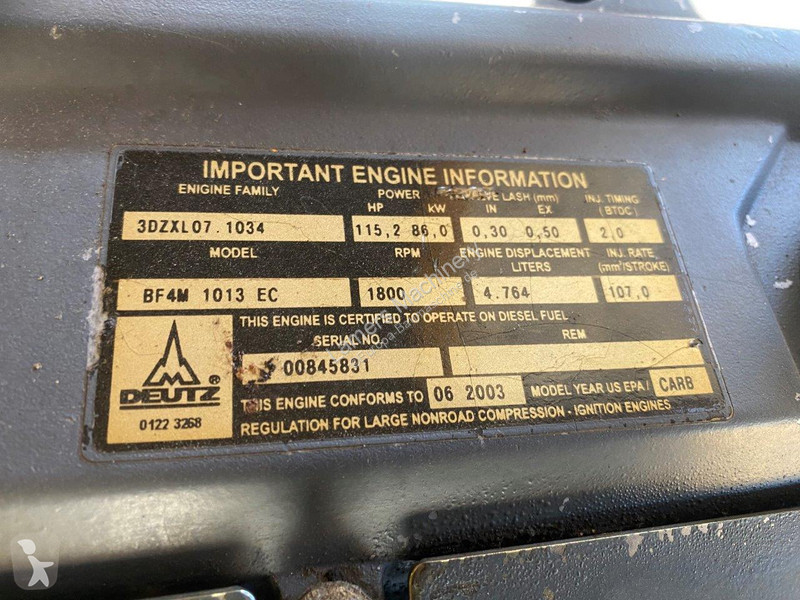 IMPORTANT ENGINE INFORMATION
ENIGINE FAMILY POWER VALVE LASH (mm) INJ. TIMING
HP kW IN EX (BTDC)
3DZXL07.1034 115,2 86,0 0,30 0,50 2,0
MODEL RPM ENGINE DISPLACEMENT INJ. RATE
LITERS (mm³/STROKE)
BF4M 1013 EC 1800 4.764 107,0
THIS ENGINE IS CERTIFIED TO OPERATE ON DIESEL FUEL
SERIAL NO. REM
00845831
THIS ENGINE CONFORMS TO 06 2003 MODEL YEAR US EPA / CARB
REGULATION FOR LARGE NONROAD COMPRESSION - IGNITION ENGINES
DEUTZ ®
0122 3268